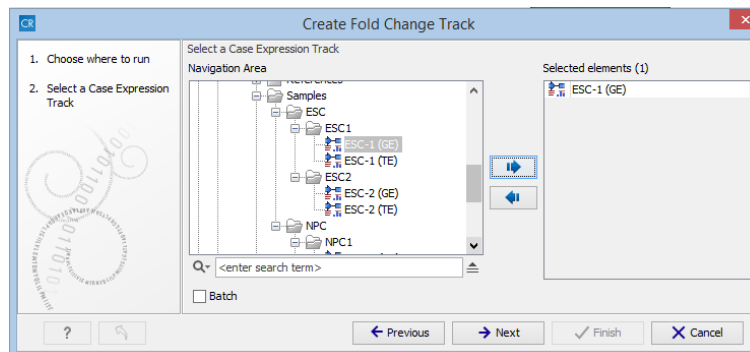 CR
Create Fold Change Track
1. Choose where to run
2. Select a Case Expression
Track
Select a Case Expression Track
Navigation Area
References
Samples
ESC
ESC1
ESC-1 (GE)
ESC-1 (TE)
ESC2
ESC-2 (GE)
ESC-2 (TE)
NPC
NPC1
<enter search term>
Batch
Selected elements (1)
ESC-1 (GE)
? Previous Next Finish Cancel